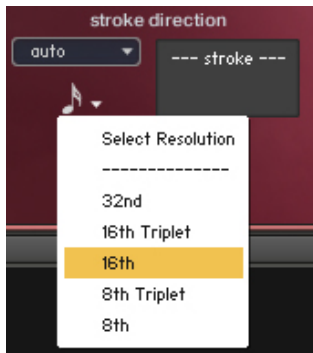 stroke direction
auto
--- stroke ---
Select Resolution
--------------
32nd
16th Triplet
16th
8th Triplet
8th